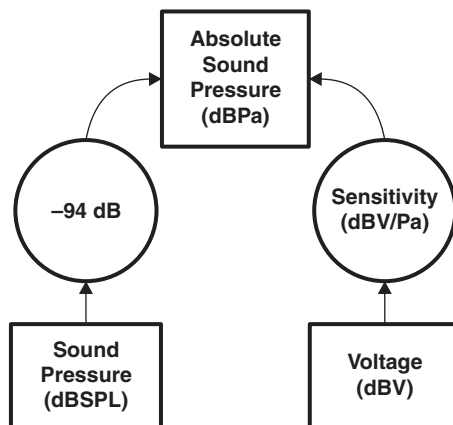 Absolute
Sound
Pressure
(dBPa)
–94 dB
Sensitivity
(dBV/Pa)
Sound
Pressure
(dBSPL)
Voltage
(dBV)